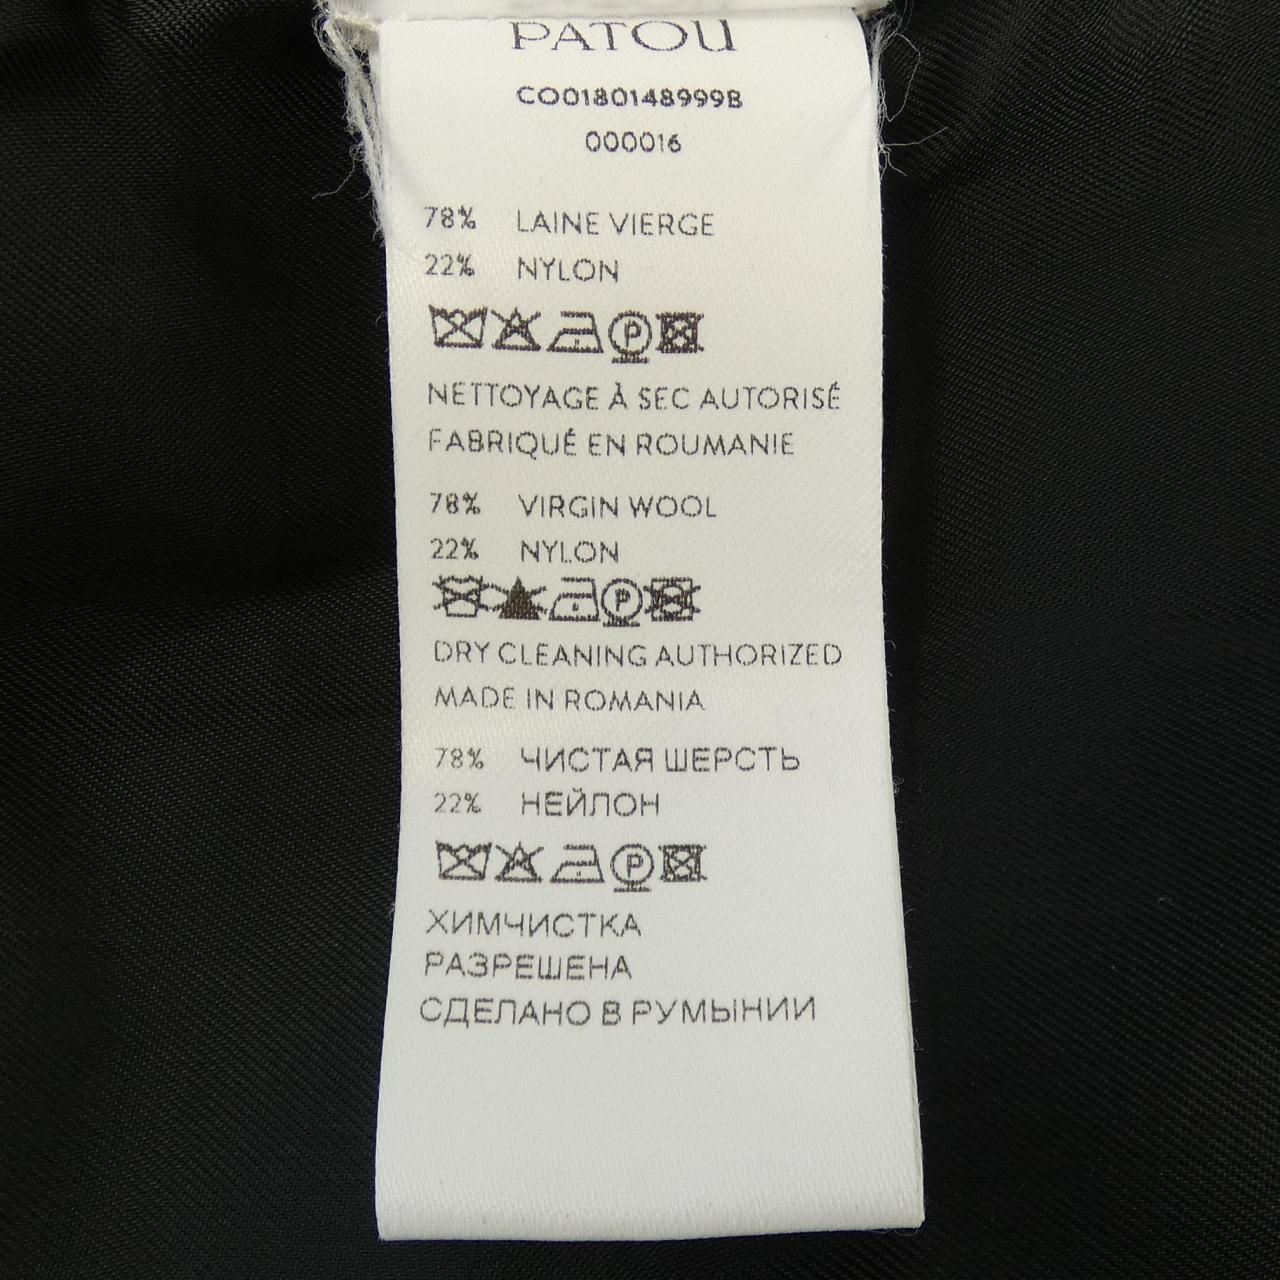 PATOU
CO0180148999B
000016
78% LAINE VIERGE
22% NYLON
P
NETTOYAGE À SEC AUTORISÉ
FABRIQUÉ EN ROUMANIE
78% VIRGIN WOOL
22% NYLON
P
DRY CLEANING AUTHORIZED
MADE IN ROMANIA
78% ЧИСТАЯ ШЕРСТЬ
22% НЕЙЛОН
P
ХИМЧИСТКА
РАЗРЕШЕНА
СДЕЛАНО В РУМЫНИИ